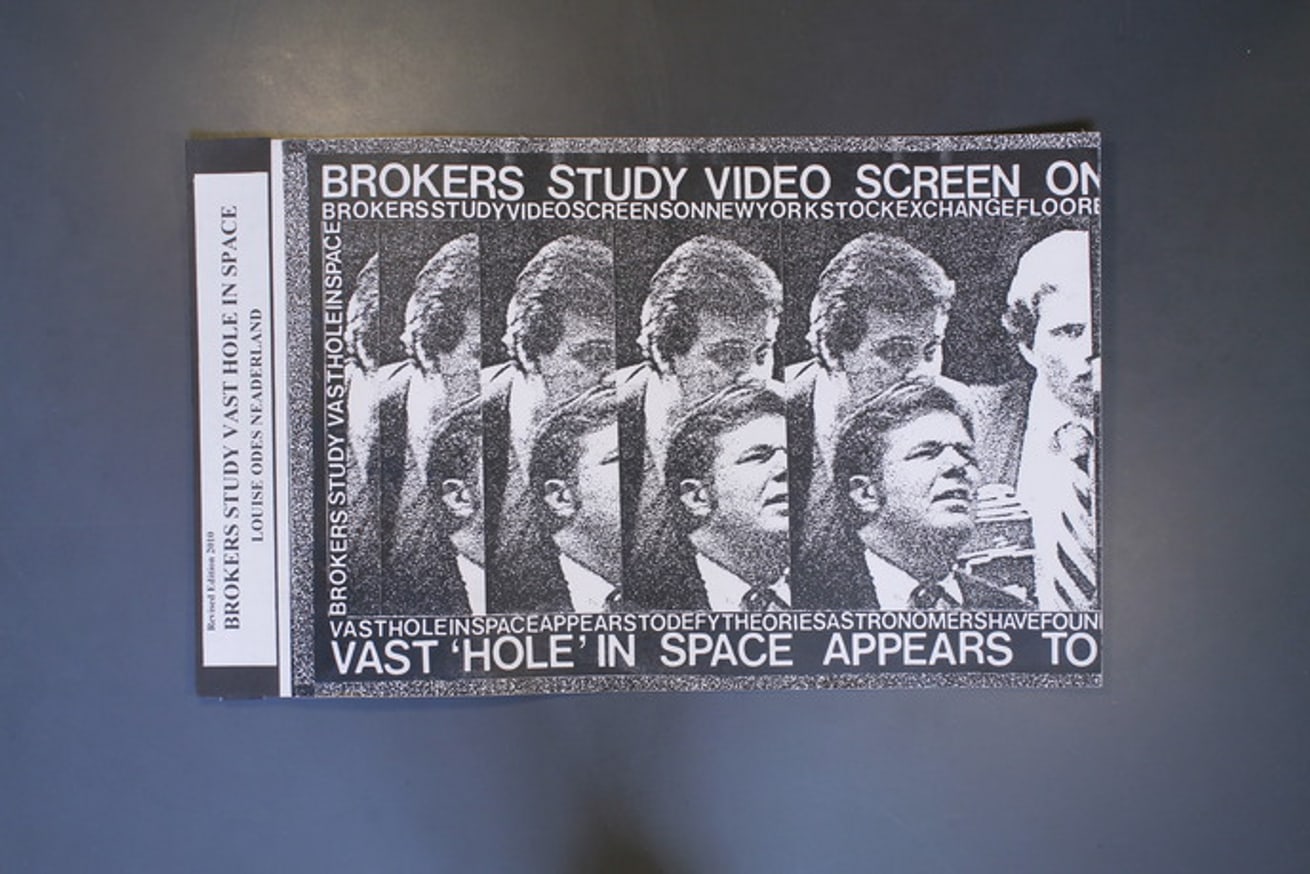 Revised Edition 2010
BROKERS STUDY VAST HOLE IN SPACE
LOUISE ODES NEADERLAND
BROKERS STUDY VIDEO SCREEN ON
BROKERSSTUDYVIDEOSCREENSONNEWYORKSTOCKEXCHANGEFLOORE
BROKERS STUDY VASTHOLEINSPACE
VASTHOLEINSPACEAPPEARSTODEFYTHEORIESASTRONOMERSHAVEFOUN
VAST ‘HOLE’ IN SPACE APPEARS TO